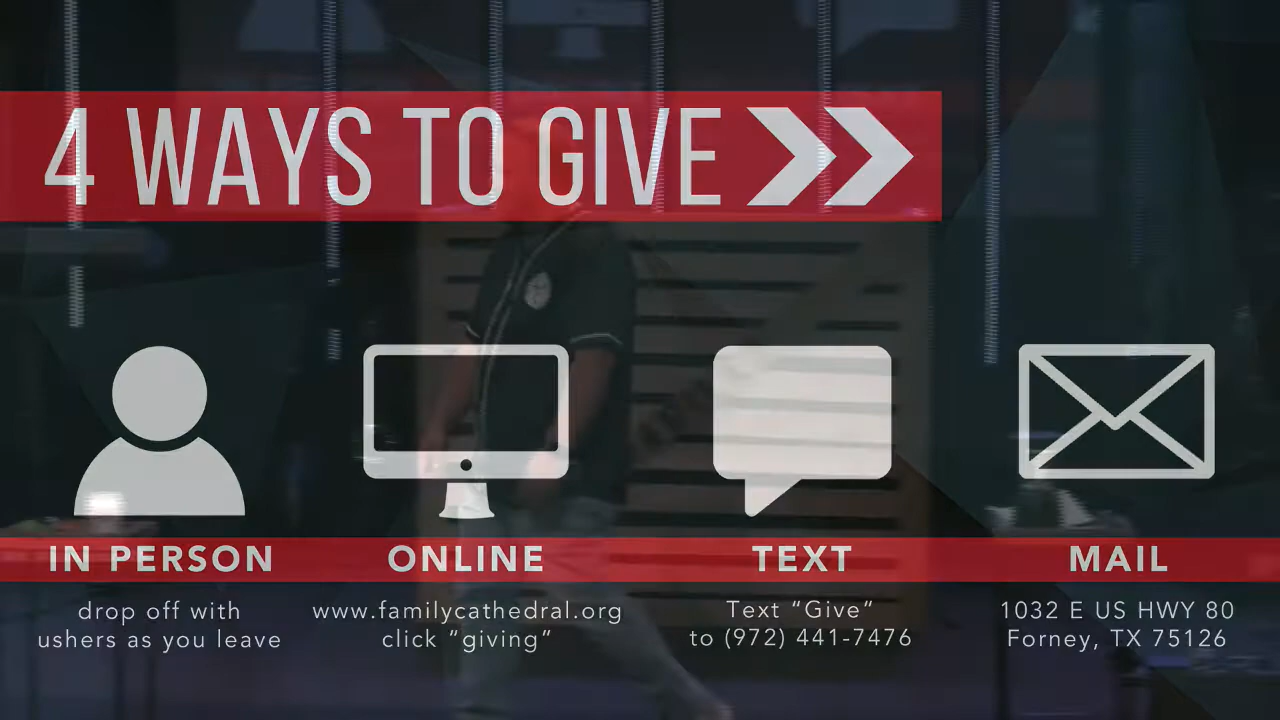 4 WAYS TO GIVE
IN PERSON
drop off with
ushers as you leave
ONLINE
www.familycathedral.org
click “giving”
TEXT
Text “Give”
to (972) 441-7476
MAIL
1032 E US HWY 80
Forney, TX 75126